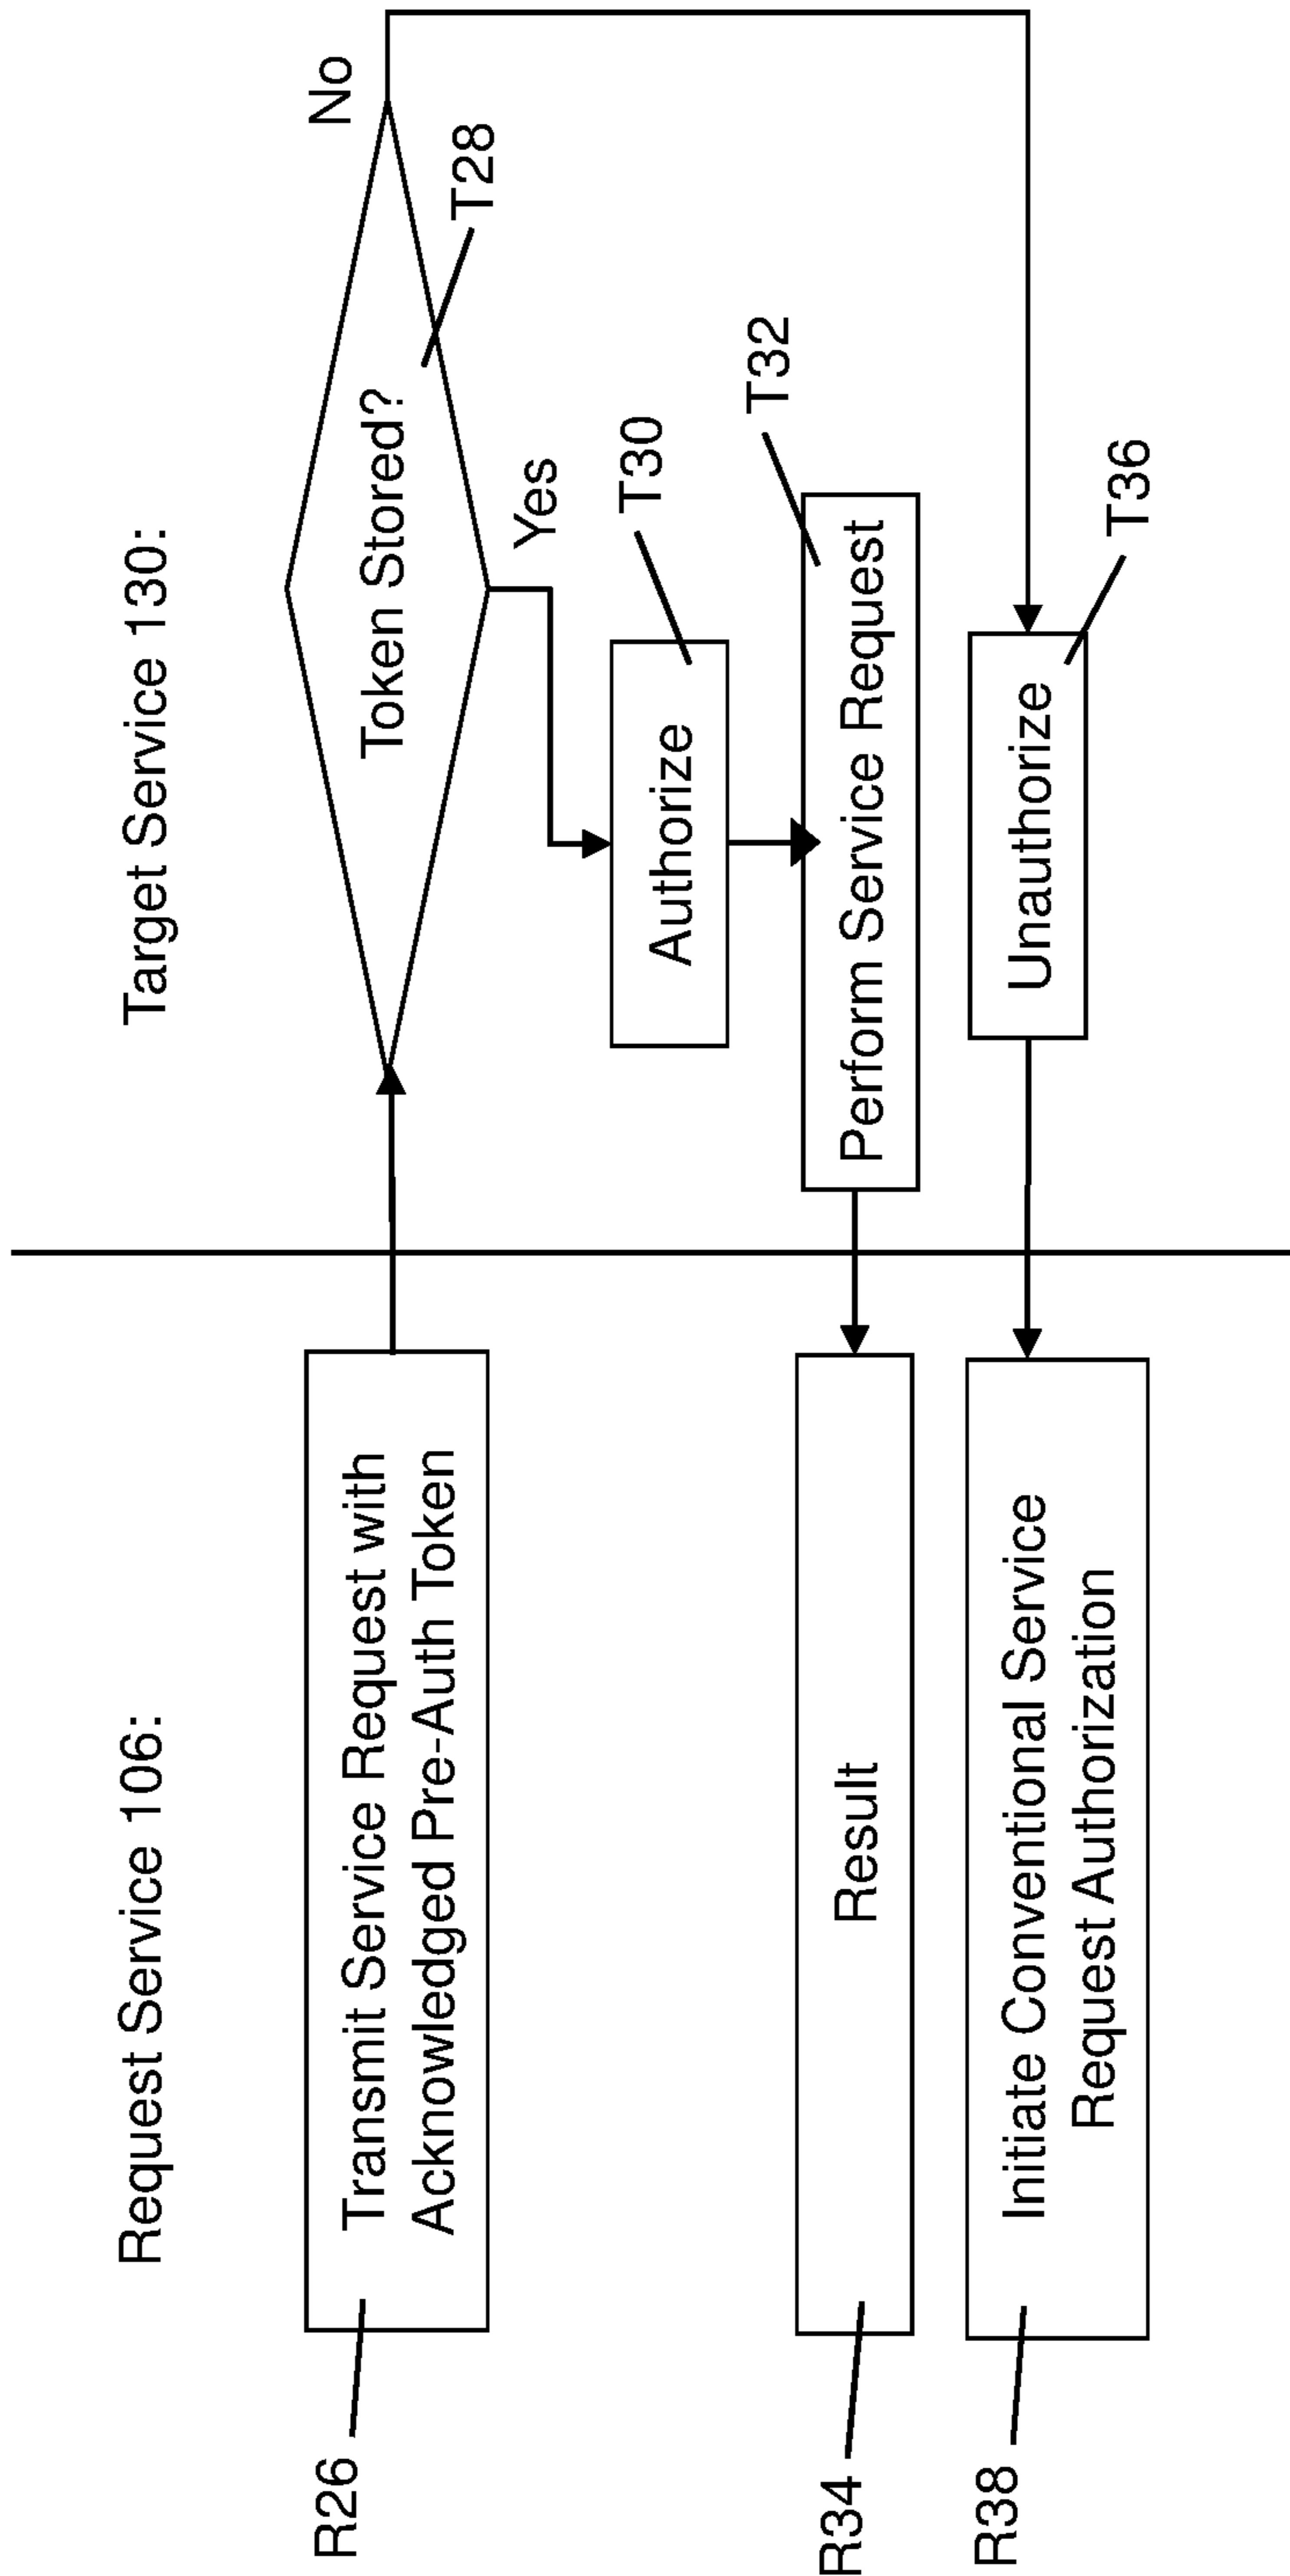 Request Service 106:
Target Service 130:
R26
Transmit Service Request with
Acknowledged Pre-Auth Token
Token Stored?
No
T28
Yes
Authorize
T30
R34
Result
Perform Service Request
T32
R38
Initiate Conventional Service
Request Authorization
Unauthorize
T36